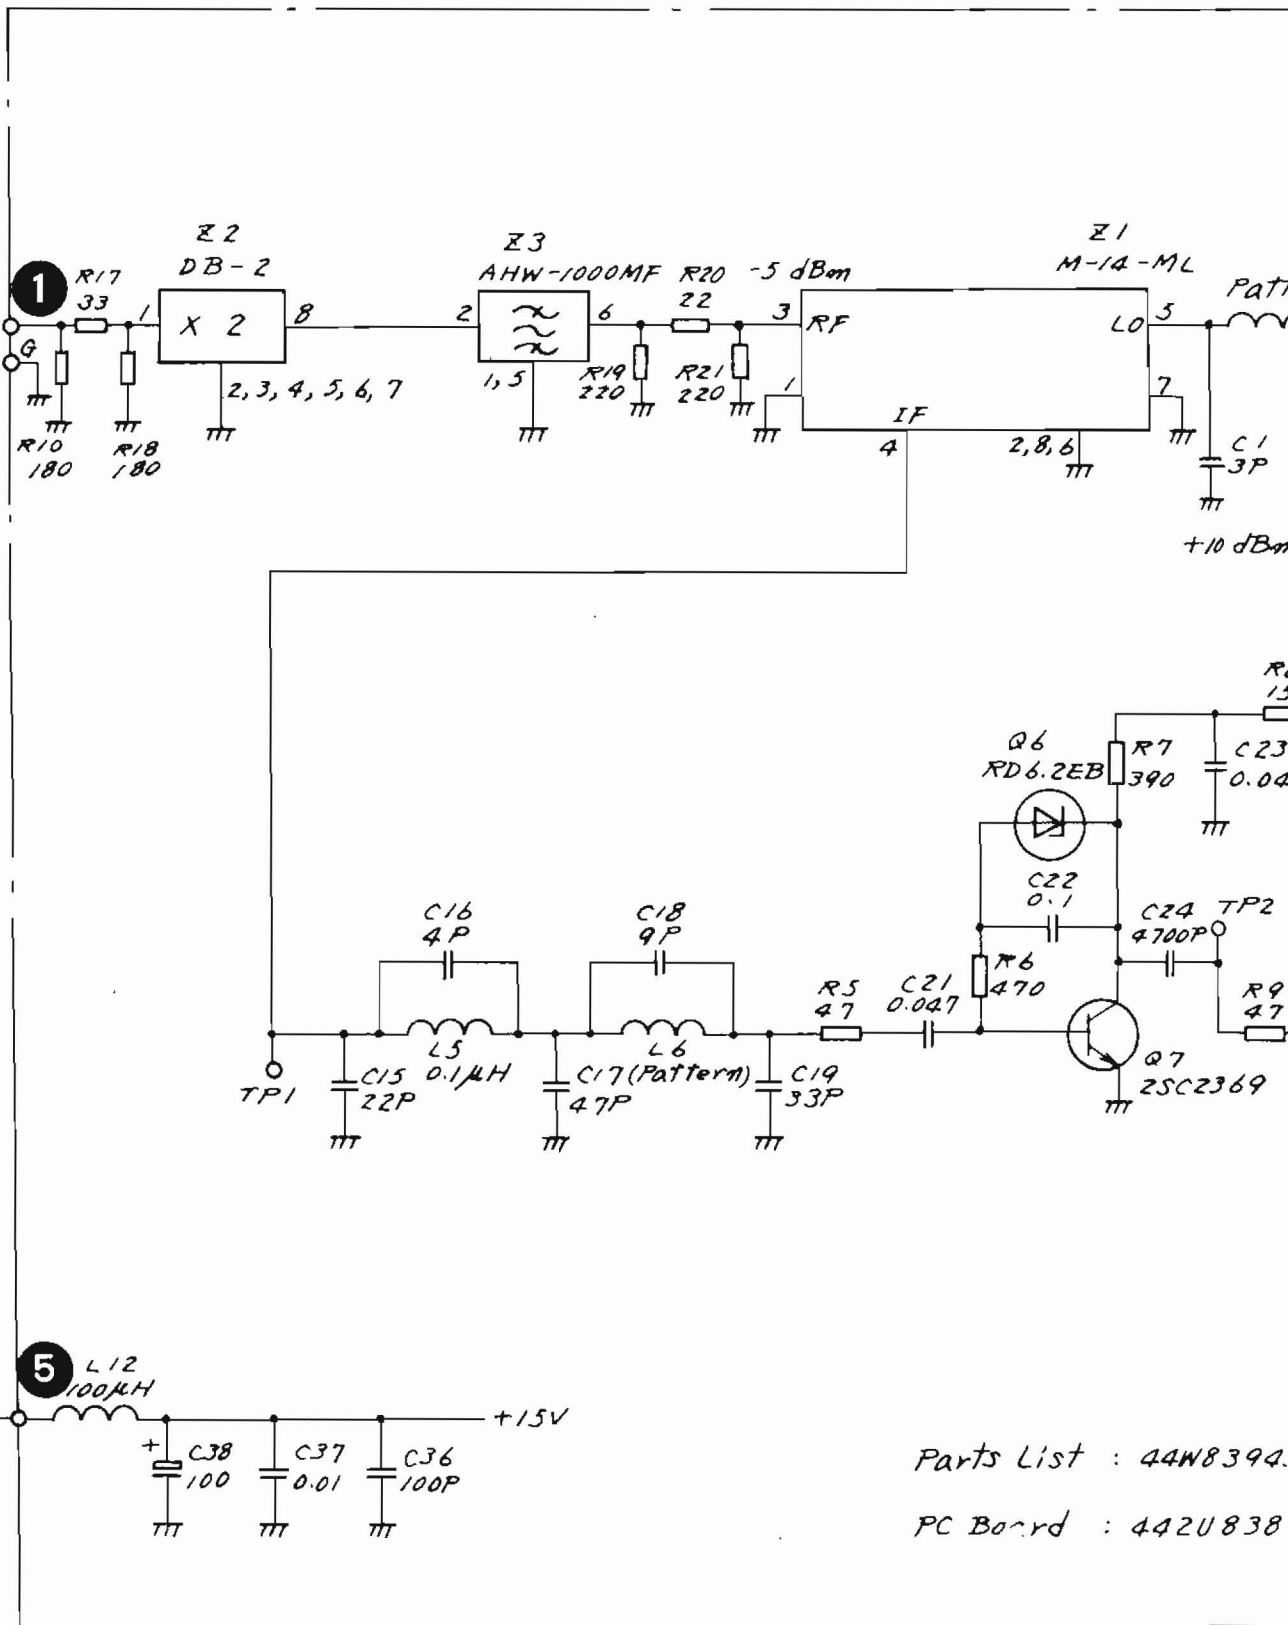 1
R17
33
Z2
DB-2
1
X 2
8
G
R10
180
R18
180
2, 3, 4, 5, 6, 7
Z3
AHW-1000MF
2
6
1, 5
R20
22
-5 dBm
R19
220
R21
220
Z1
M-14-ML
3
RF
LO
5
1
7
IF
4
2, 8, 6
C1
3P
+10 dBm
Q6
RD6.2EB
R7
390
C23
C22
0.1
C24
4700P
TP2
C16
4P
C18
9P
R5
47
C21
0.047
R6
470
R9
47
L5
0.1μH
L6
(Pattern)
TP1
C15
22P
C17
47P
C19
33P
Q7
2SC2369
5
L12
100μH
+15V
+
C38
100
C37
0.01
C36
100P
Parts List : 44W8394
PC Board : 442U838